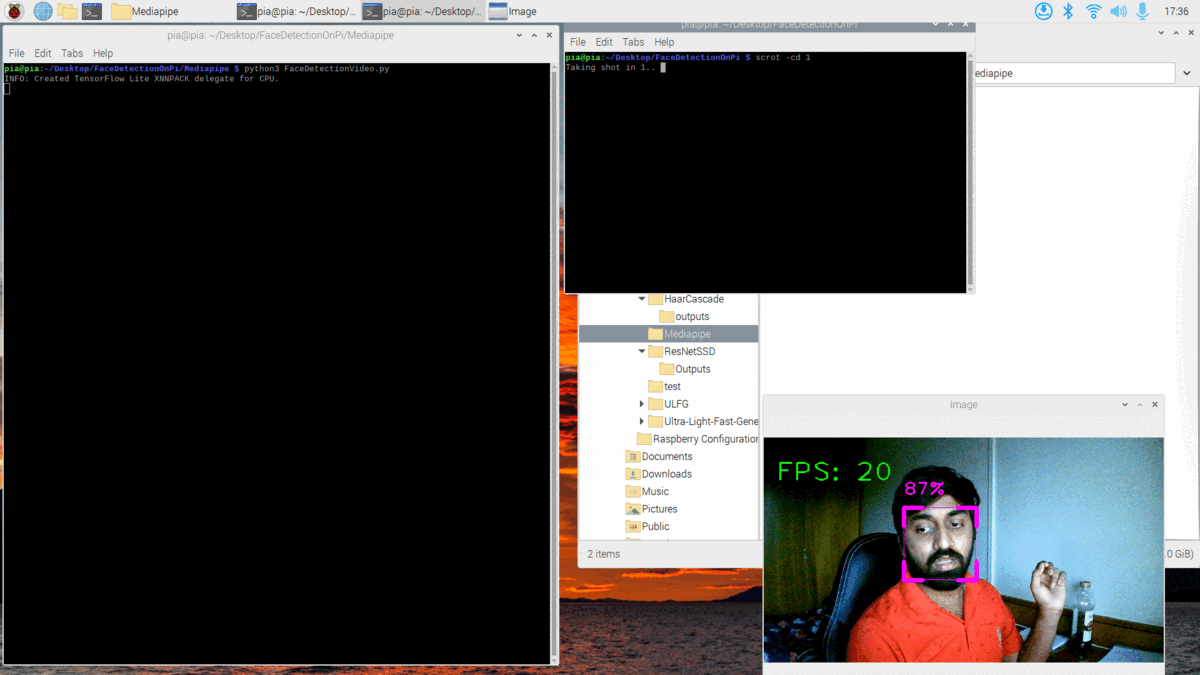 Mediapipe
pia@pia: ~/Desktop/...
pia@pia: ~/Desktop/...
Image
17:36
pia@pia: ~/Desktop/FaceDetectionOnPi/Mediapipe
File Edit Tabs Help
pia@pia:~/Desktop/FaceDetectionOnPi/Mediapipe $ python3 FaceDetectionVideo.py
INFO: Created TensorFlow Lite XNNPACK delegate for CPU.
pia@pia: ~/Desktop/FaceDetectionOnPi
File Edit Tabs Help
pia@pia:~/Desktop/FaceDetectionOnPi $ scrot -cd 1
Taking shot in 1..
ediapipe
HaarCascade
outputs
Mediapipe
ResNetSSD
Outputs
test
ULFG
Ultra-Light-Fast-Gene
Raspberry Configuration
Documents
Downloads
Music
Pictures
Public
2 items
.0 GiB)
Image
FPS: 20
87%